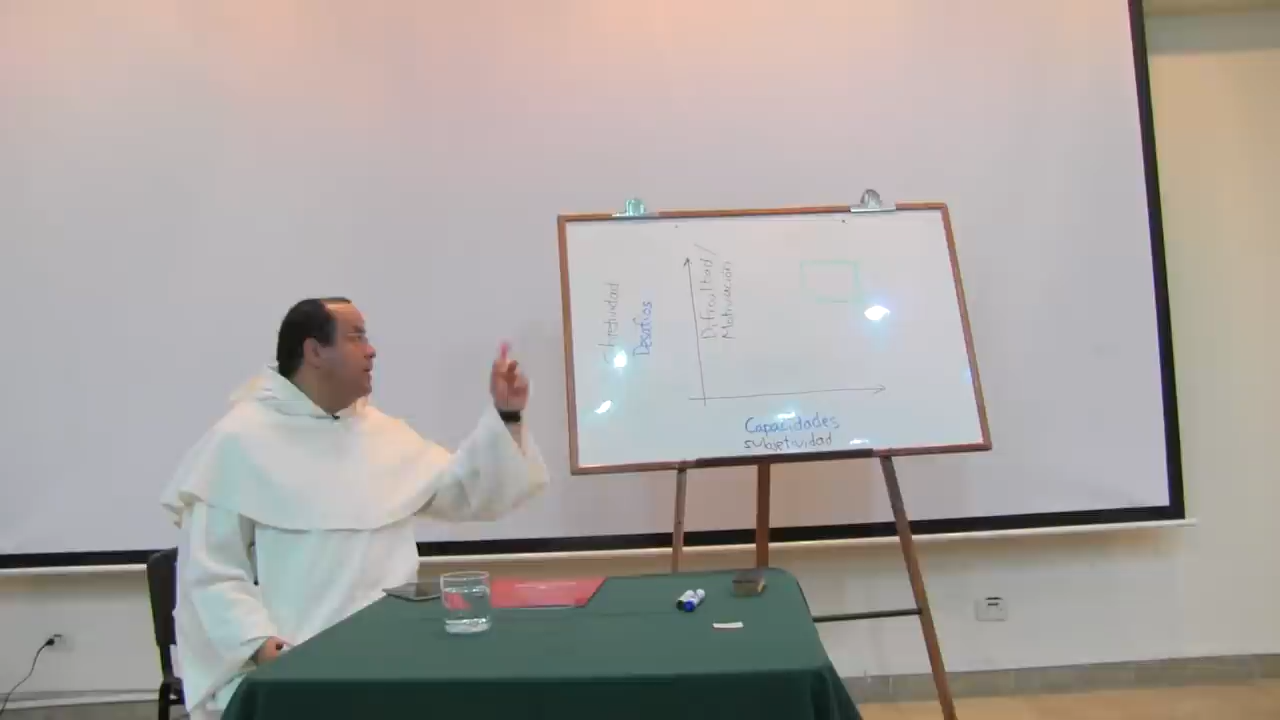 Objetividad
Desafíos
Dificultad/
Motivación
Capacidades
subjetividad